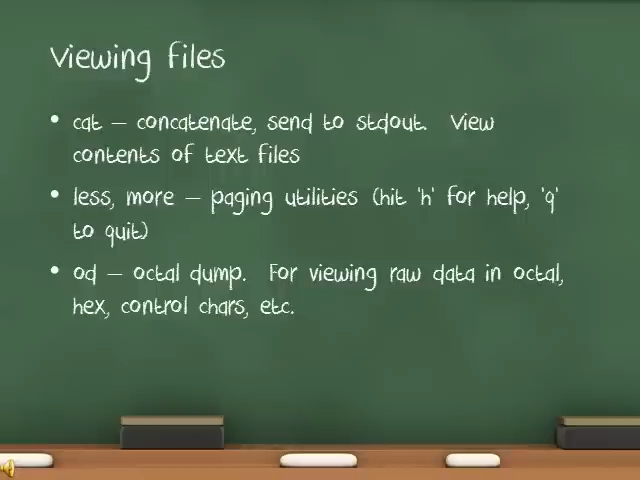 Viewing files
• cat – concatenate, send to stdout. View
contents of text files
• less, more – paging utilities (hit 'h' for help, 'q'
to quit)
• od – octal dump. For viewing raw data in octal,
hex, control chars, etc.